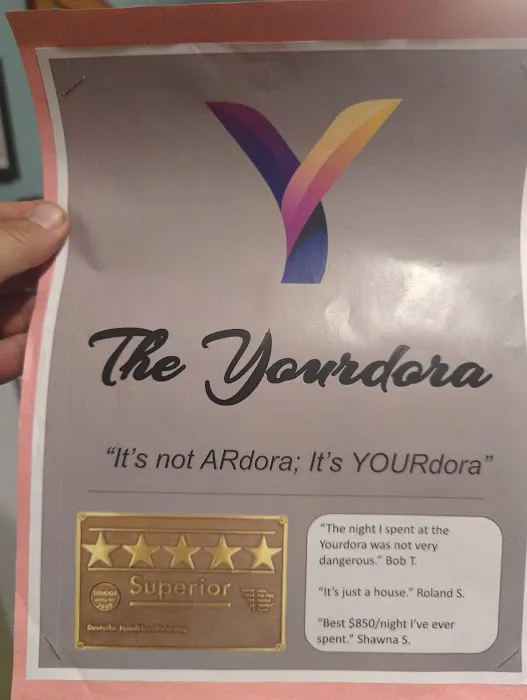 Y
The Yourdora
“It’s not ARdora; It’s YOURdora”
Superior
DEHOGA
“The night I spent at the
Yourdora was not very
dangerous.” Bob T.
“It’s just a house.” Roland S.
“Best $850/night I’ve ever
spent.” Shawna S.